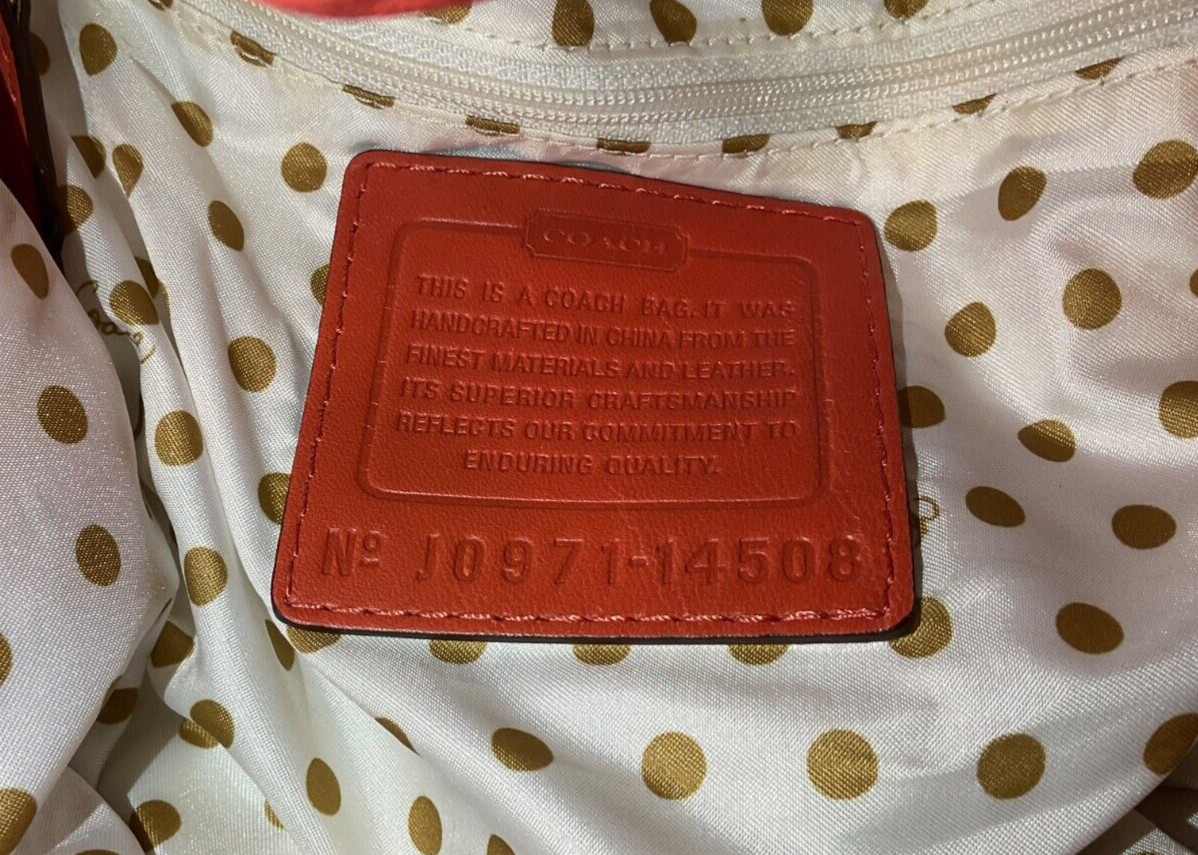 COACH
THIS IS A COACH BAG. IT WAS
HANDCRAFTED IN CHINA FROM THE
FINEST MATERIALS AND LEATHER.
ITS SUPERIOR CRAFTSMANSHIP
REFLECTS OUR COMMITMENT TO
ENDURING QUALITY.
Nº J0971-14508
Coach